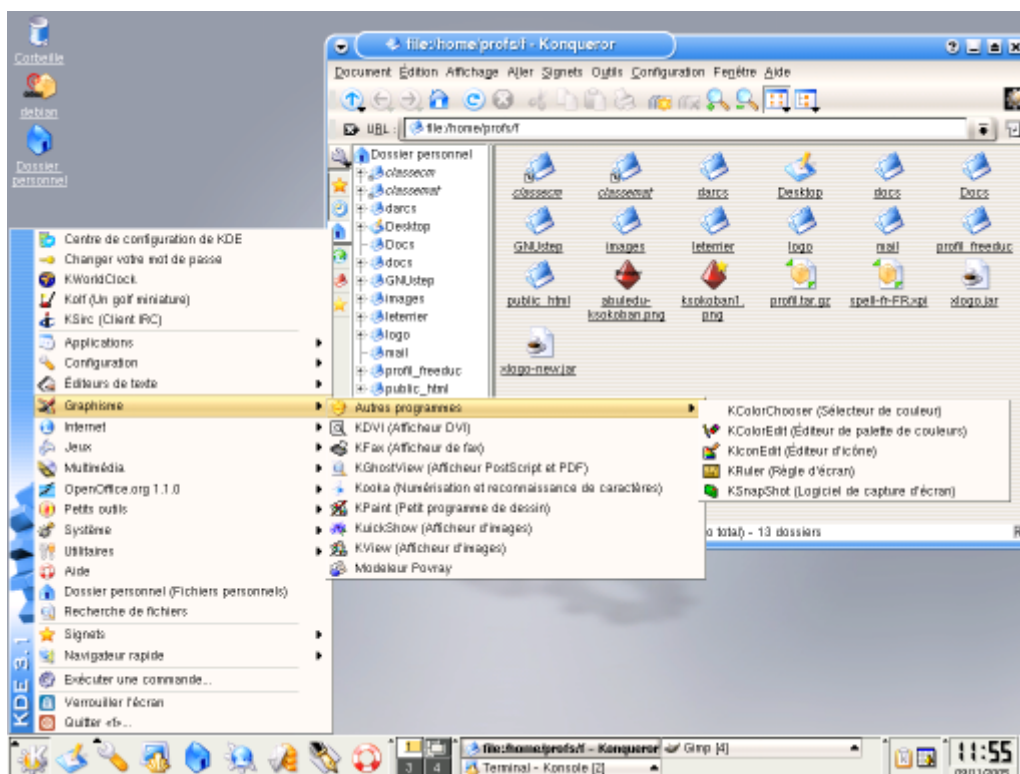 Corbeille
debian
Dossier
personnel
file:/home/profs/f - Konqueror
Document Édition Affichage Aller Signets Outils Configuration Fenêtre Aide
URL : file:/home/profs/f
Dossier personnel
classecm
classemat
darcs
Desktop
Docs
docs
GNUstep
images
leterrier
logo
mail
profil_freeduc
public_html
classecm classemat darcs Desktop docs Docs
GNUstep images leterrier logo mail profil_freeduc
public_html abuledu-ksokoban.png ksokoban1.png profil.tar.gz spell-fr-FR.xpi xlogo.jar
xlogo-new.jar
total) - 13 dossiers
Centre de configuration de KDE
Changer votre mot de passe
KWorldClock
Kolf (Un golf miniature)
KSirc (Client IRC)
Applications
Configuration
Éditeurs de texte
Graphisme
Internet
Jeux
Multimédia
OpenOffice.org 1.1.0
Petits outils
Système
Utilitaires
Aide
Dossier personnel (Fichiers personnels)
Recherche de fichiers
Signets
Navigateur rapide
Exécuter une commande...
Verrouiller l'écran
Quitter <f>...
KDE 3.1
Autres programmes
KDVI (Afficheur DVI)
KFax (Afficheur de fax)
KGhostView (Afficheur PostScript et PDF)
Kooka (Numérisation et reconnaissance de caractères)
KPaint (Petit programme de dessin)
KuickShow (Afficheur d'images)
KView (Afficheur d'images)
Modeleur Povray
KColorChooser (Sélecteur de couleur)
KColorEdit (Éditeur de palette de couleurs)
KIconEdit (Éditeur d'icône)
KRuler (Règle d'écran)
KSnapShot (Logiciel de capture d'écran)
1
3 4
file:/home/profs/f - Konqueror
Gimp [4]
Terminal - Konsole [2]
11:55